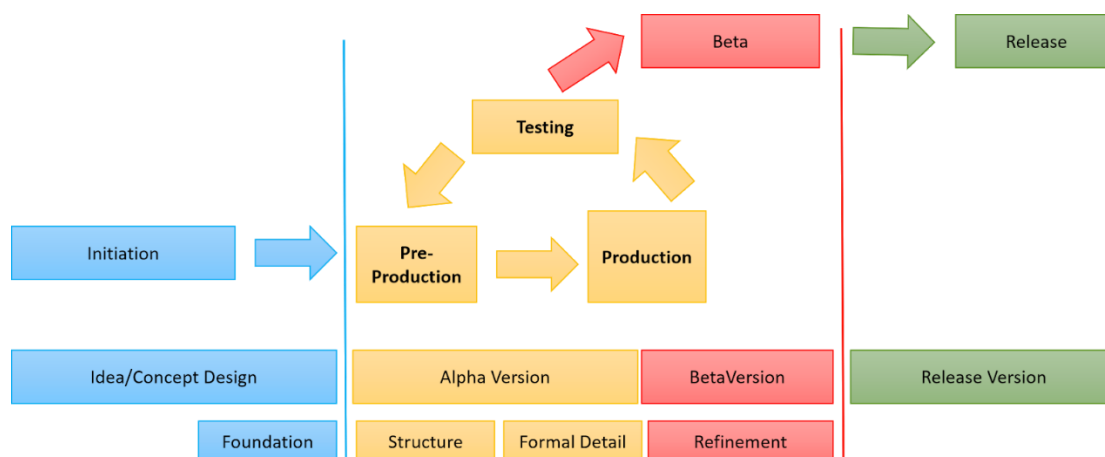 Beta
Release
Testing
Initiation
Pre-
Production
Production
Idea/Concept Design
Alpha Version
BetaVersion
Release Version
Foundation
Structure
Formal Detail
Refinement